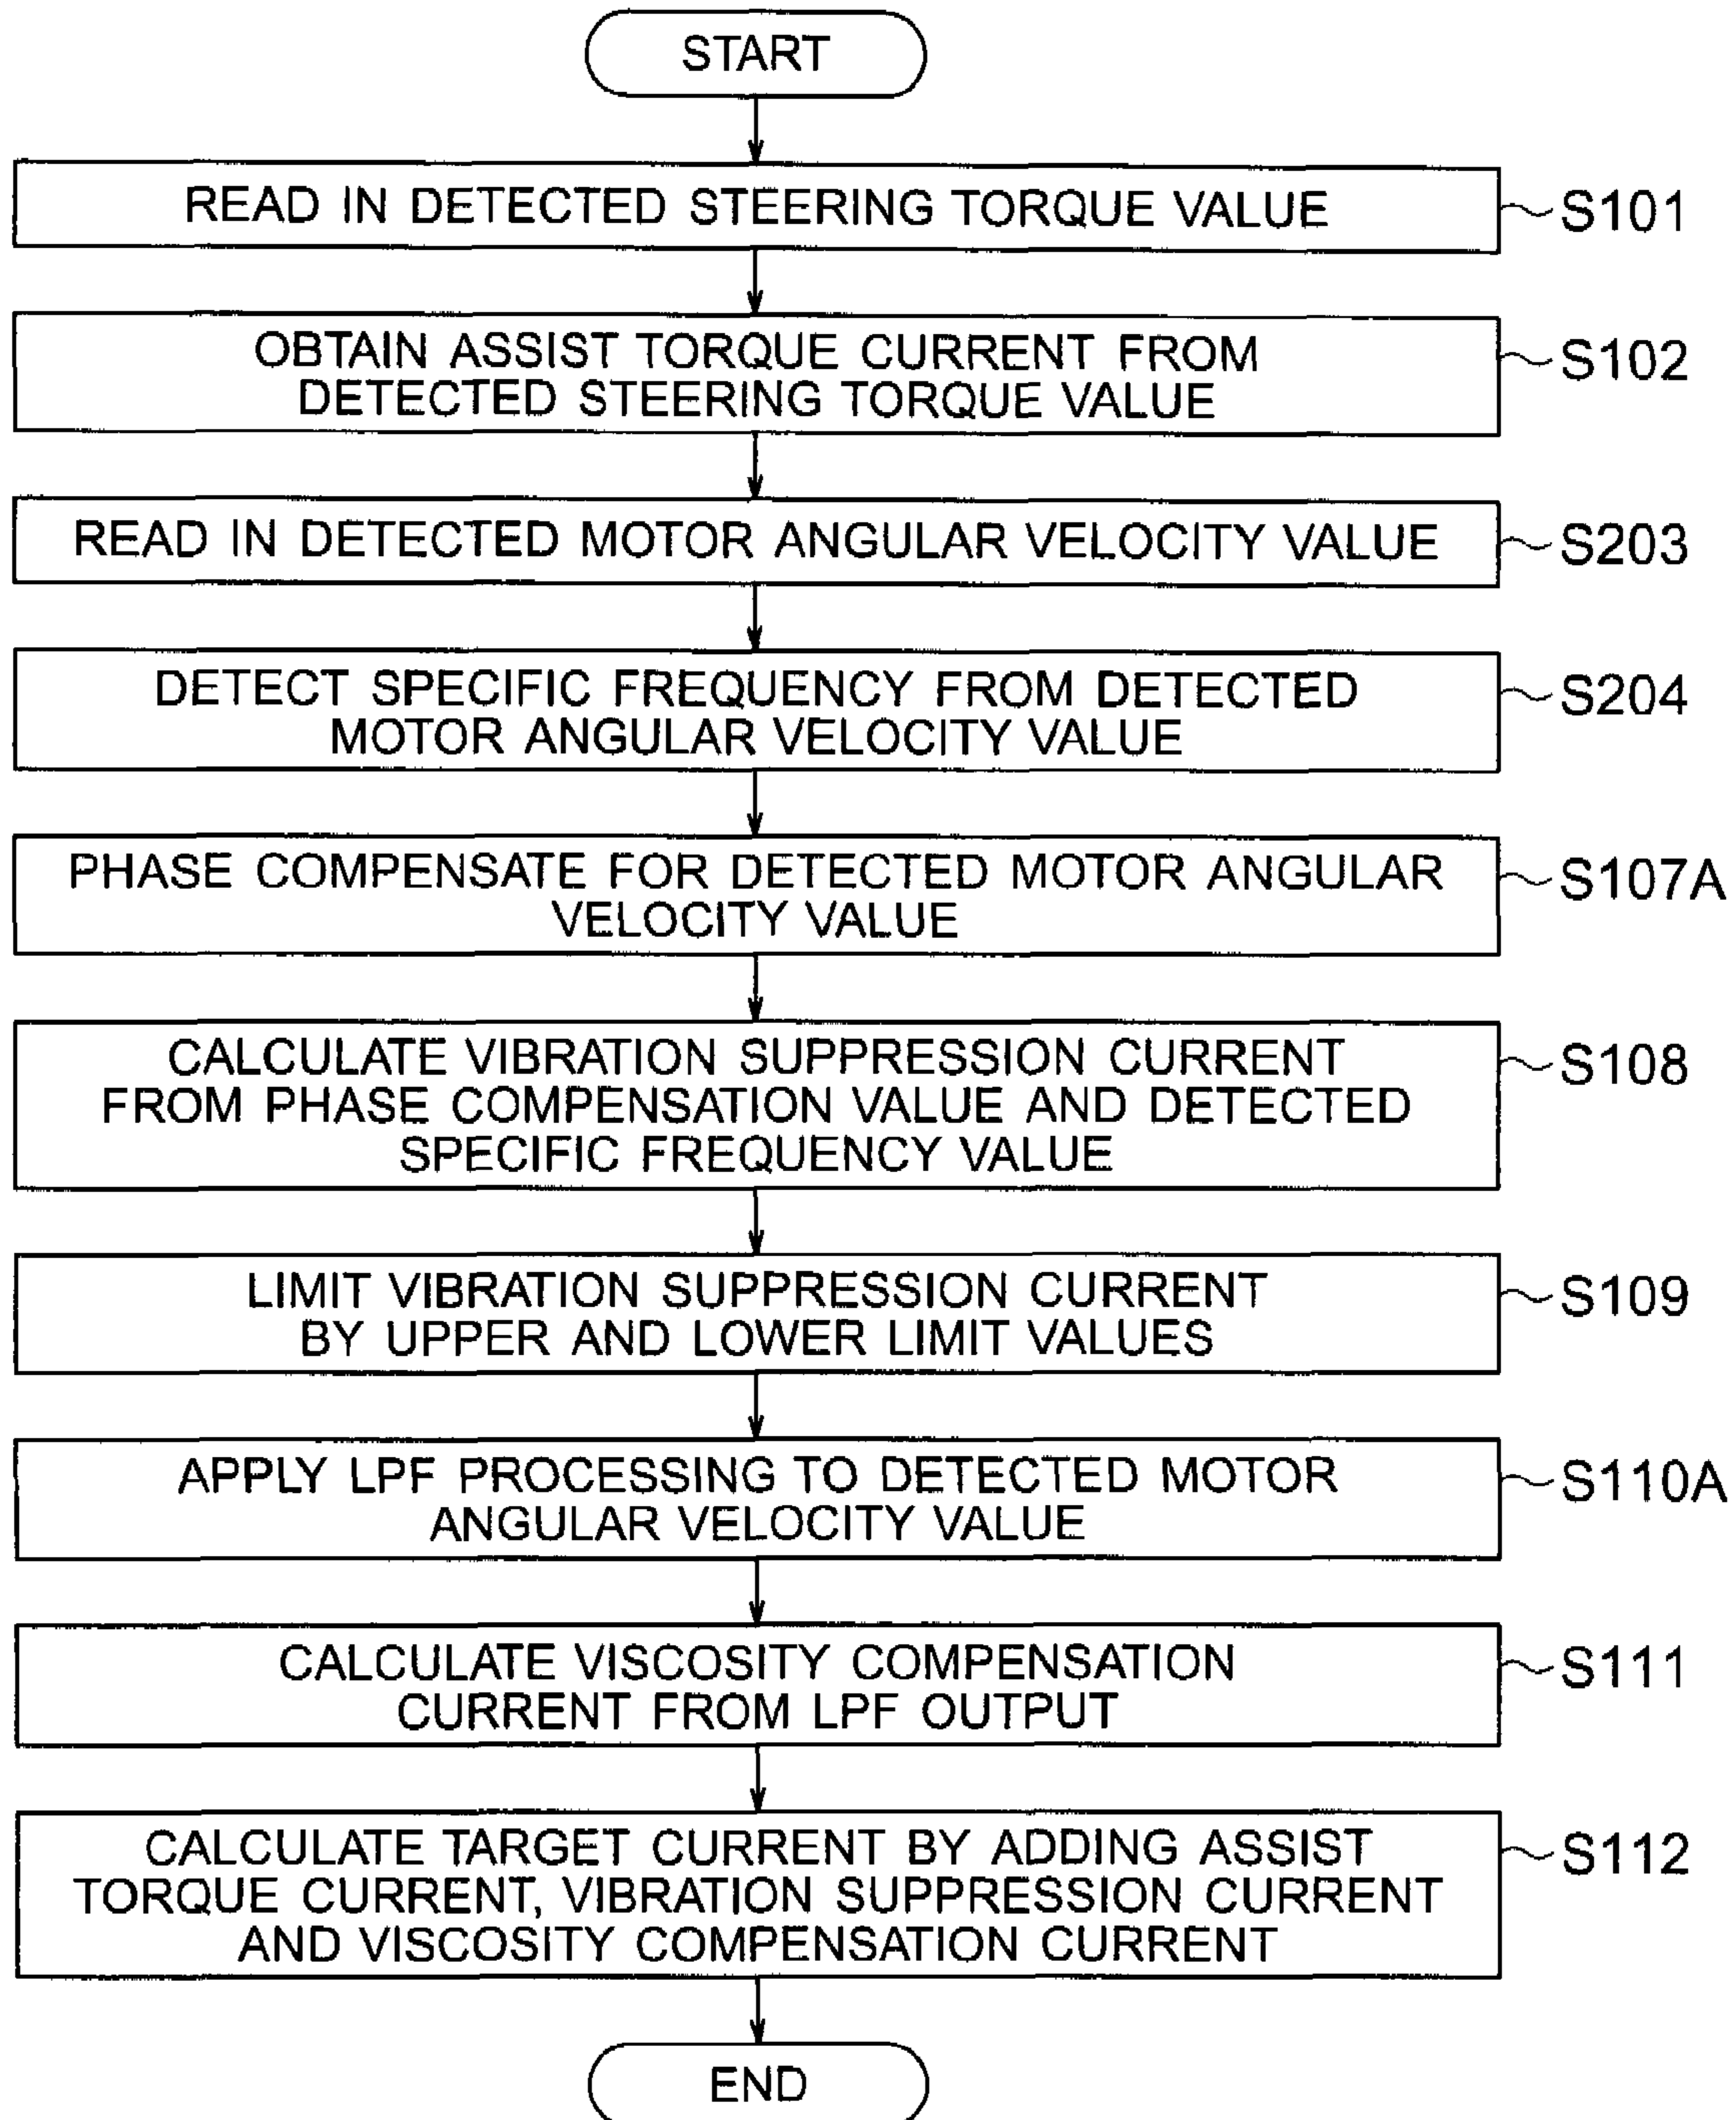 START
READ IN DETECTED STEERING TORQUE VALUE
S101
OBTAIN ASSIST TORQUE CURRENT FROM
DETECTED STEERING TORQUE VALUE
S102
READ IN DETECTED MOTOR ANGULAR VELOCITY VALUE
S203
DETECT SPECIFIC FREQUENCY FROM DETECTED
MOTOR ANGULAR VELOCITY VALUE
S204
PHASE COMPENSATE FOR DETECTED MOTOR ANGULAR
VELOCITY VALUE
S107A
CALCULATE VIBRATION SUPPRESSION CURRENT
FROM PHASE COMPENSATION VALUE AND DETECTED
SPECIFIC FREQUENCY VALUE
S108
LIMIT VIBRATION SUPPRESSION CURRENT
BY UPPER AND LOWER LIMIT VALUES
S109
APPLY LPF PROCESSING TO DETECTED MOTOR
ANGULAR VELOCITY VALUE
S110A
CALCULATE VISCOSITY COMPENSATION
CURRENT FROM LPF OUTPUT
S111
CALCULATE TARGET CURRENT BY ADDING ASSIST
TORQUE CURRENT, VIBRATION SUPPRESSION CURRENT
AND VISCOSITY COMPENSATION CURRENT
S112
END